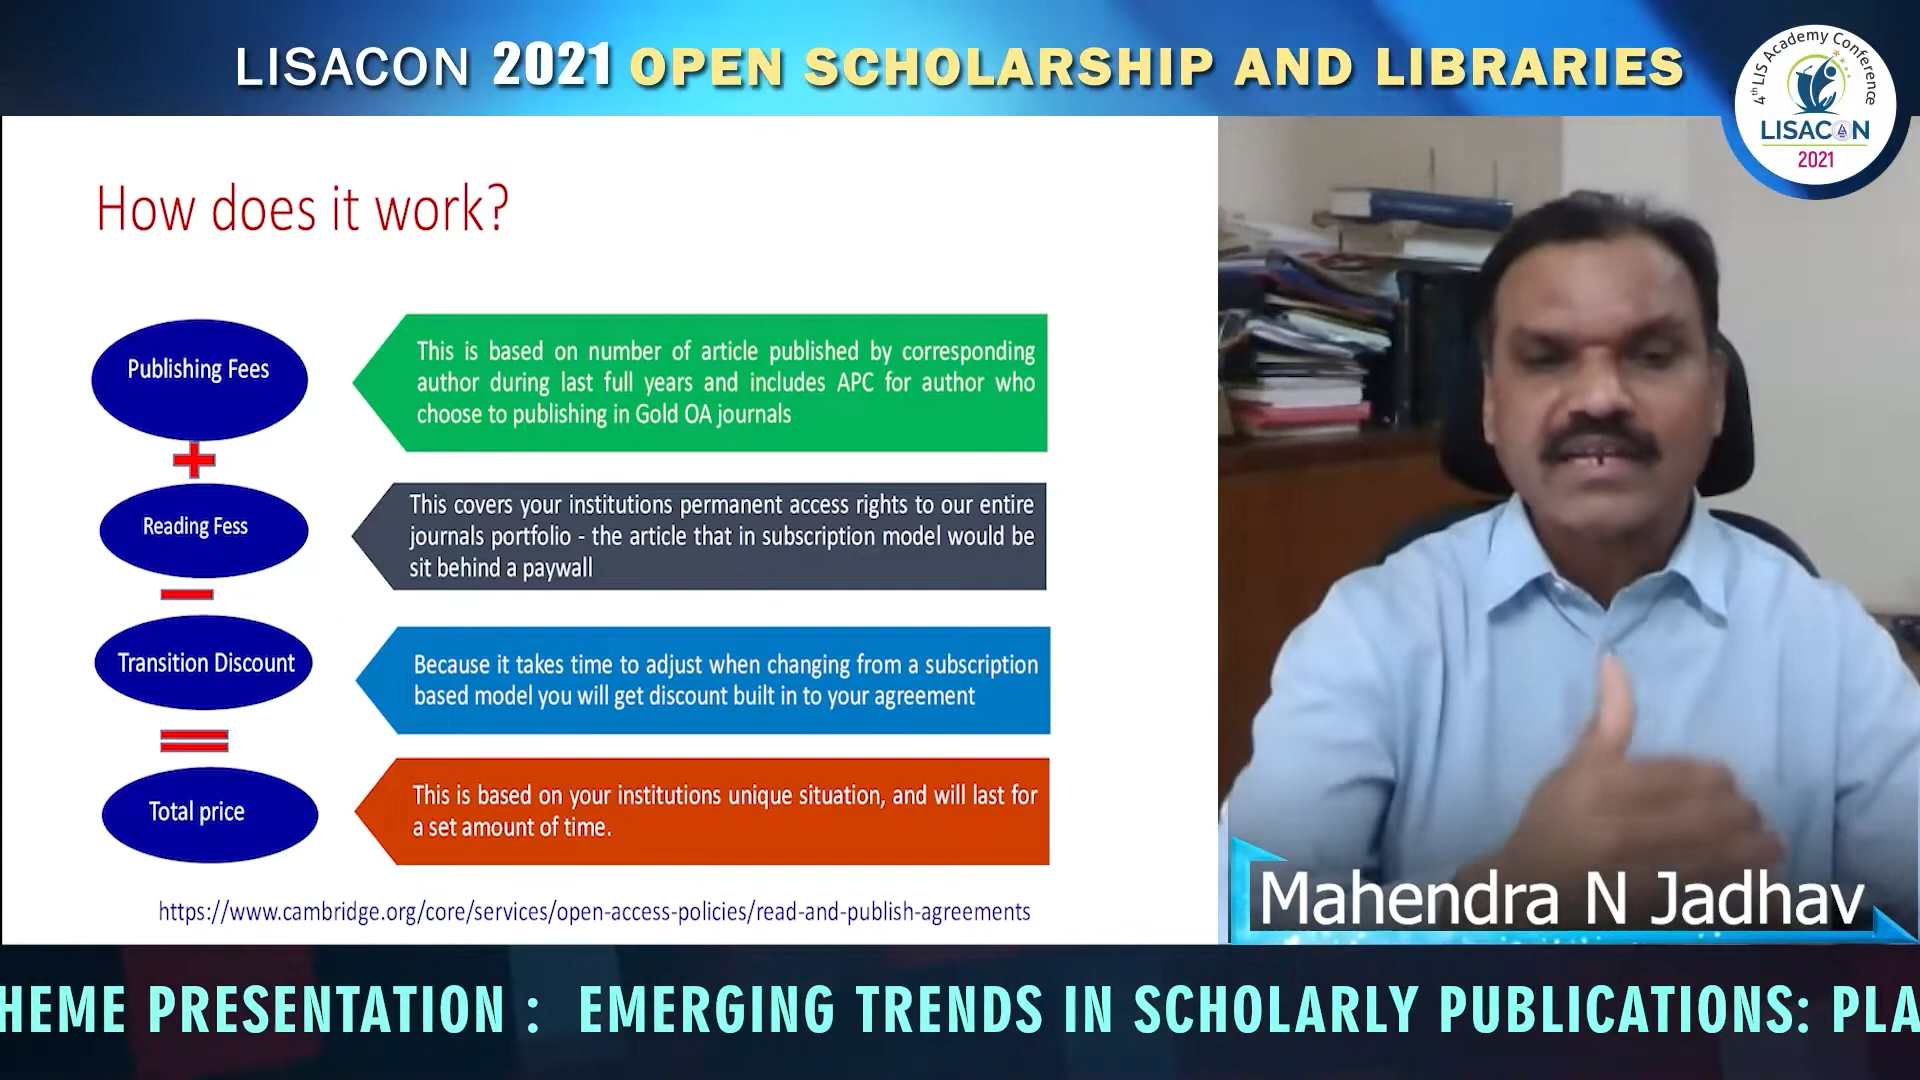 LISACON 2021 OPEN SCHOLARSHIP AND LIBRARIES
4th LIS Academy Conference
LISACON
2021
How does it work?
Publishing Fees
This is based on number of article published by corresponding
author during last full years and includes APC for author who
choose to publishing in Gold OA journals
Reading Fess
This covers your institutions permanent access rights to our entire
journals portfolio - the article that in subscription model would be
sit behind a paywall
Transition Discount
Because it takes time to adjust when changing from a subscription
based model you will get discount built in to your agreement
Total price
This is based on your institutions unique situation, and will last for
a set amount of time.
https://www.cambridge.org/core/services/open-access-policies/read-and-publish-agreements
Mahendra N Jadhav
HEME PRESENTATION : EMERGING TRENDS IN SCHOLARLY PUBLICATIONS: PLA